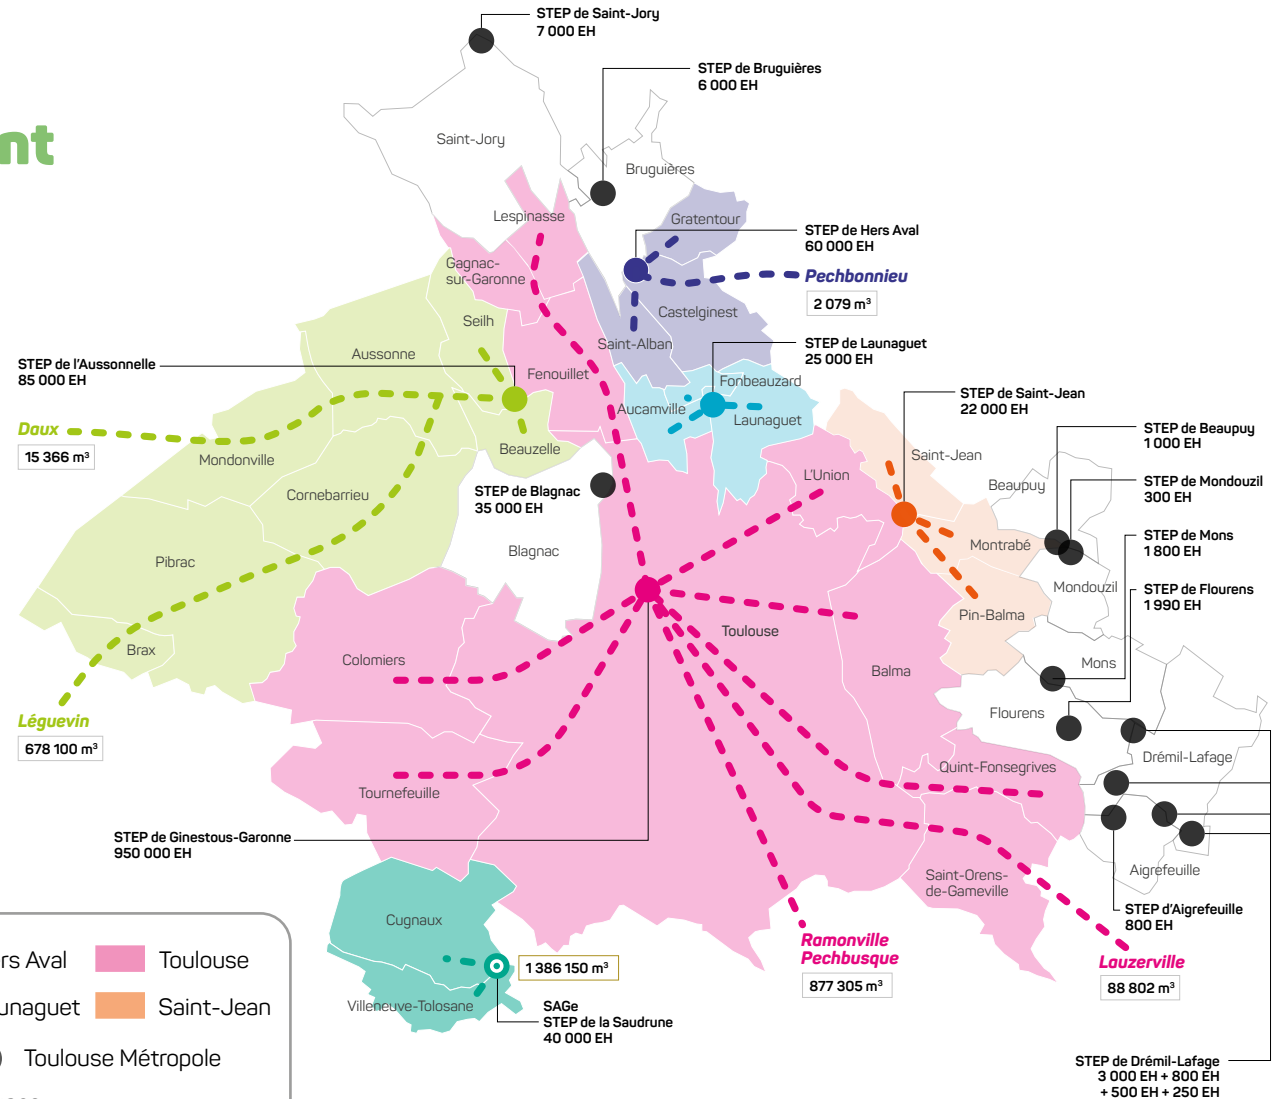 STEP de Saint-Jory
7 000 EH
STEP de Bruguières
6 000 EH
nt
Saint-Jory
Bruguières
Lespinasse
Gratentour
STEP de Hers Aval
60 000 EH
Gagnac-
sur-Garonne
Pechbonnieu
2 079 m³
Castelginest
Seilh
Saint-Alban
STEP de Launaguet
25 000 EH
Aussonne
STEP de l'Aussonnelle
85 000 EH
Fenouillet
Fonbeauzard
Aucamville
Launaguet
STEP de Saint-Jean
22 000 EH
Daux
15 366 m³
Mondonville
Beauzelle
STEP de Beaupuy
1 000 EH
Saint-Jean
L'Union
Beaupuy
STEP de Mondouzil
300 EH
Cornebarrieu
STEP de Blagnac
35 000 EH
Blagnac
Montrabé
STEP de Mons
1 800 EH
Pibrac
Mondouzil
STEP de Flourens
1 990 EH
Pin-Balma
Toulouse
Brax
Colomiers
Balma
Mons
Flourens
Léguevin
678 100 m³
Drémil-Lafage
Quint-Fonsegrives
Tournefeuille
STEP de Ginestous-Garonne
950 000 EH
Saint-Orens-
de-Gameville
Aigrefeuille
STEP d'Aigrefeuille
800 EH
Cugnaux
Ramonville
Pechbusque
877 305 m³
Lauzerville
88 802 m³
1 386 150 m³
Villeneuve-Tolosane
SAGe
STEP de la Saudrune
40 000 EH
rs Aval
Toulouse
unaguet
Saint-Jean
Toulouse Métropole
STEP de Drémil-Lafage
3 000 EH + 800 EH
+ 500 EH + 250 EH